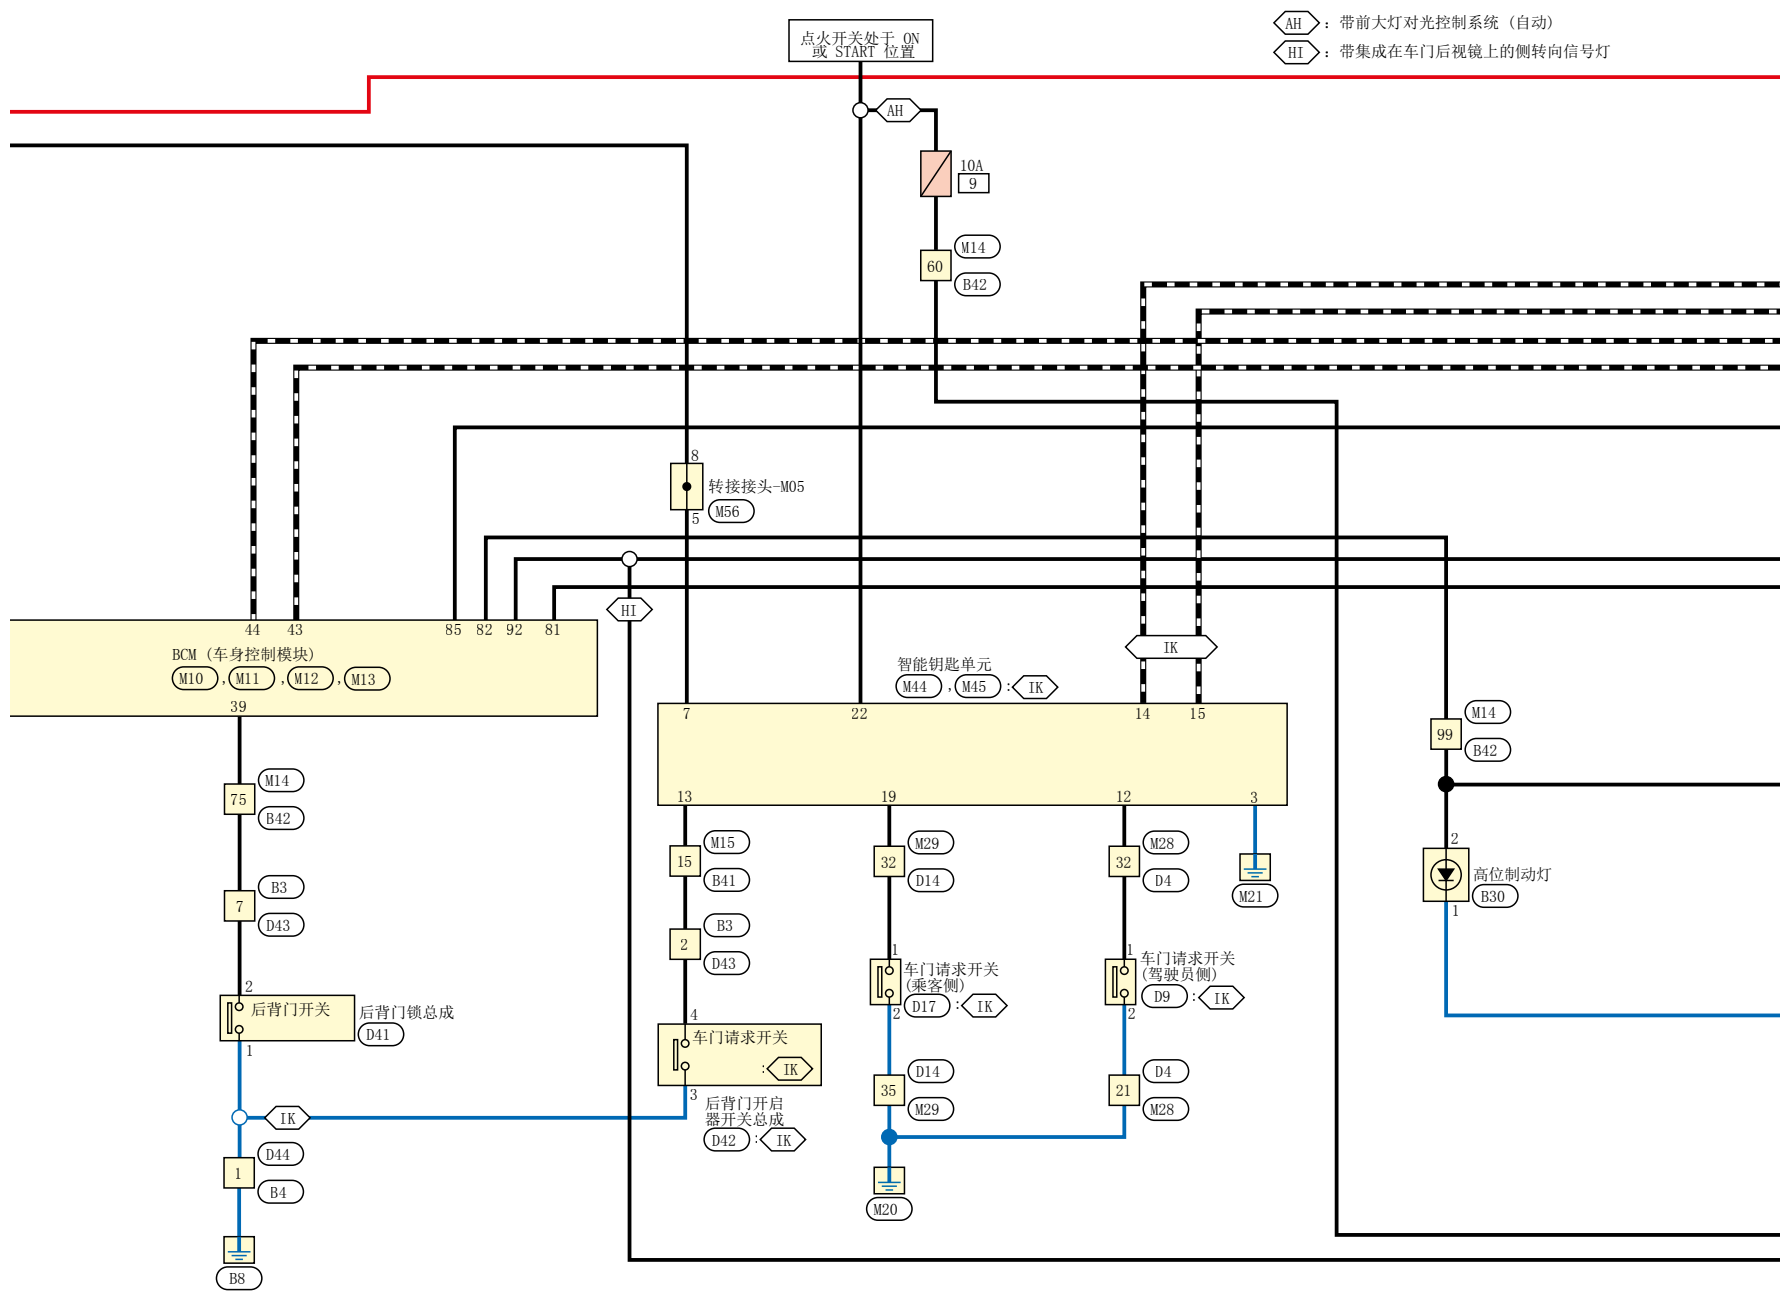 点火开关处于 ON
或 START 位置
AH : 带前大灯对光控制系统 (自动)
HI : 带集成在车门后视镜上的侧转向信号灯
AH
10A
9
M14
60
B42
8
转接接头-M05
M56
5
HI
IK
44 43 85 82 92 81
BCM (车身控制模块)
M10 , M11 , M12 , M13
39
智能钥匙单元
M44 , M45 : IK
7 22 14 15
13 19 12 3
M14
99
B42
2
高位制动灯
B30
1
M14
75
B42
B3
7
D43
2
后背门开关
后背门锁总成
D41
1
IK
D44
1
B4
B8
M15
15
B41
B3
2
D43
4
车门请求开关
: IK
3
后背门开启
器开关总成
D42 : IK
M29
32
D14
1
车门请求开关
(乘客侧)
D17 : IK
2
D14
35
M29
M20
M28
32
D4
1
车门请求开关
(驾驶员侧)
D9 : IK
2
D4
21
M28
M21